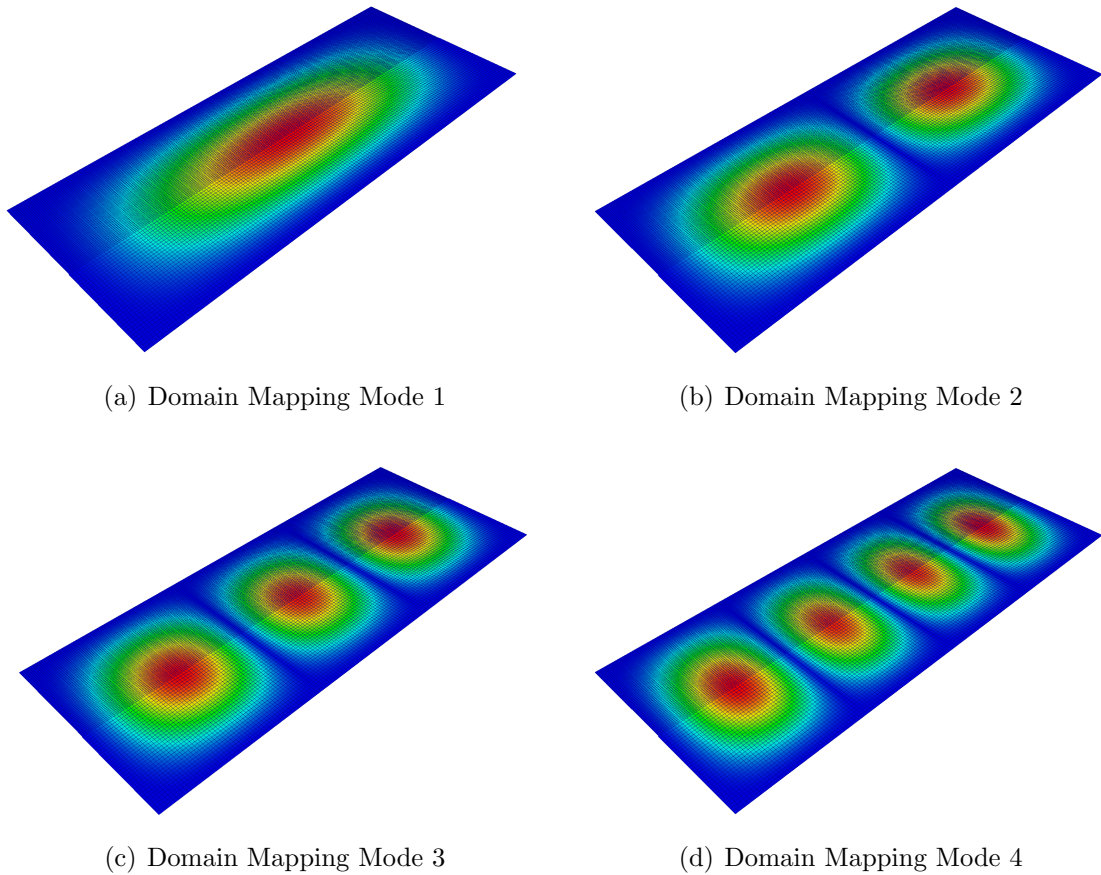 (a) Domain Mapping Mode 1
(b) Domain Mapping Mode 2
(c) Domain Mapping Mode 3
(d) Domain Mapping Mode 4